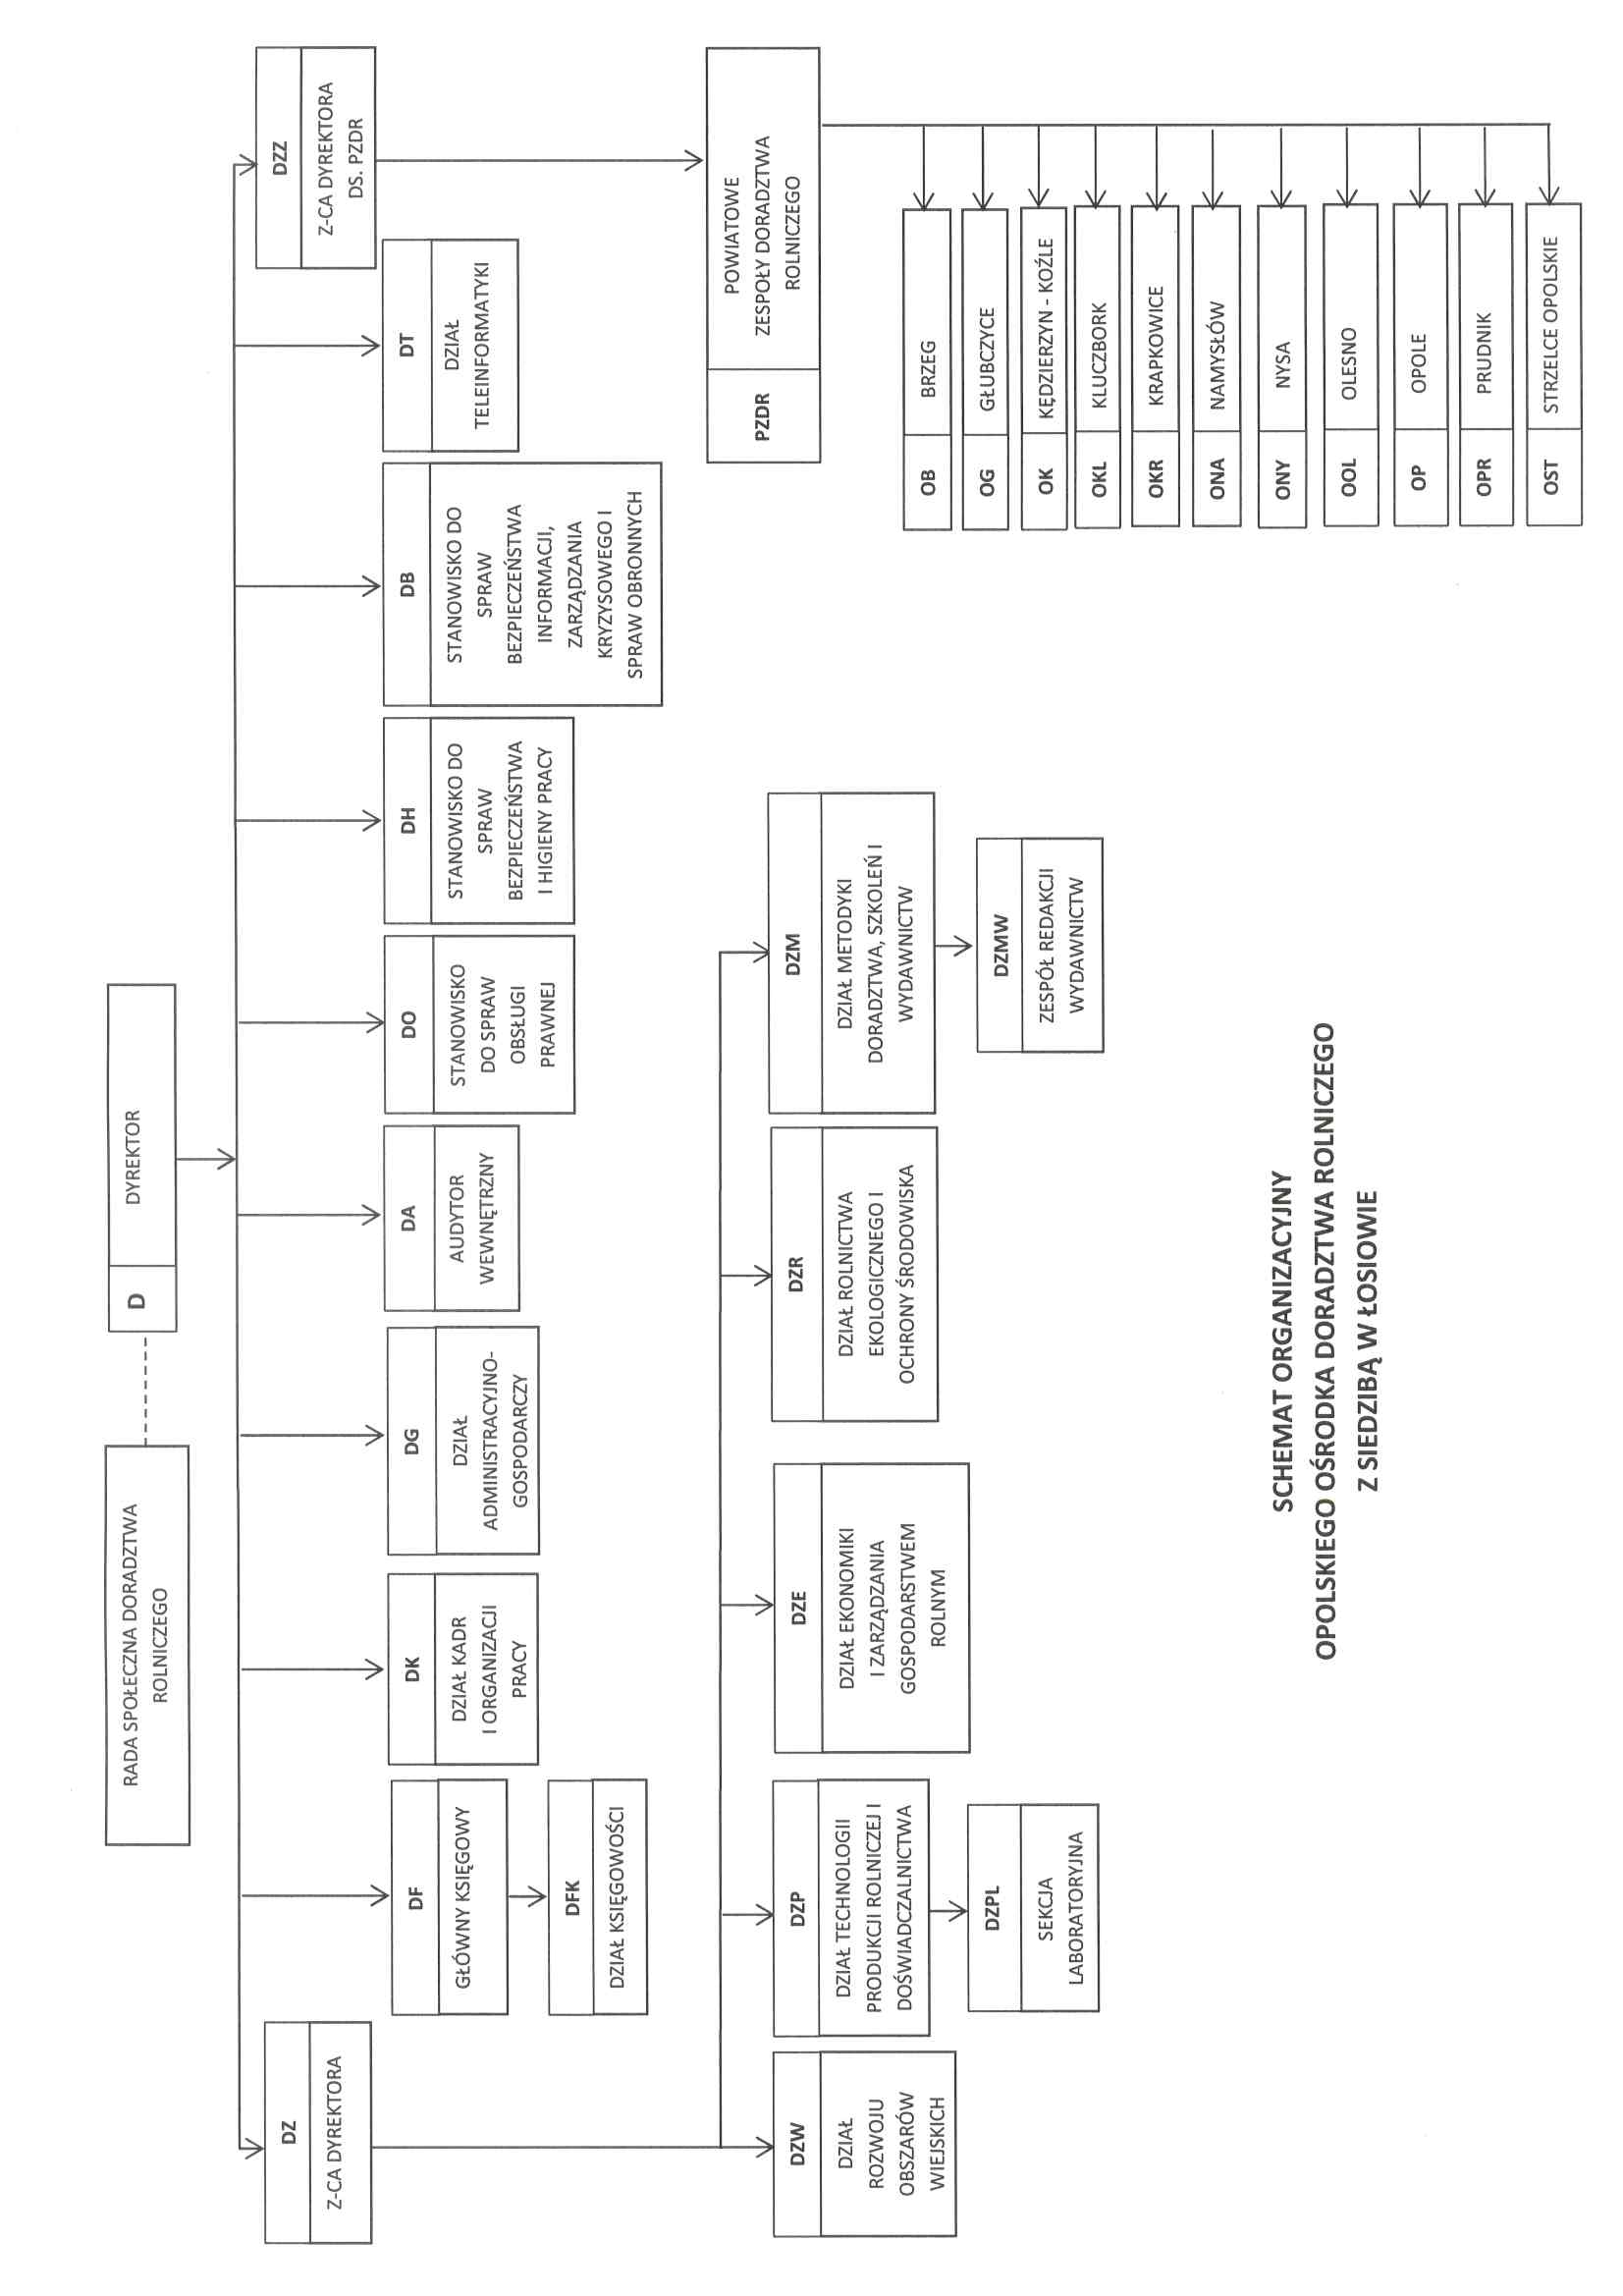 RADA SPOŁECZNA DORADZTWA
ROLNICZEGO
D
DYREKTOR
DZ
Z-CA DYREKTORA
DF
GŁÓWNY KSIĘGOWY
DFK
DZIAŁ KSIĘGOWOŚCI
DK
DZIAŁ KADR
I ORGANIZACJI
PRACY
DG
DZIAŁ
ADMINISTRACYJNO-
GOSPODARCZY
DA
AUDYTOR
WEWNĘTRZNY
DO
STANOWISKO
DO SPRAW
OBSŁUGI
PRAWNEJ
DH
STANOWISKO DO
SPRAW
BEZPIECZEŃSTWA
I HIGIENY PRACY
DB
STANOWISKO DO
SPRAW
BEZPIECZEŃSTWA
INFORMACJI,
ZARZĄDZANIA
KRYZYSOWEGO I
SPRAW OBRONNYCH
DT
DZIAŁ
TELEINFORMATYKI
DZZ
Z-CA DYREKTORA
DS. PZDR
DZW
DZIAŁ
ROZWOJU
OBSZARÓW
WIEJSKICH
DZP
DZIAŁ TECHNOLOGII
PRODUKCJI ROLNICZEJ I
DOŚWIADCZALNICTWA
DZPL
SEKCJA
LABORATORYJNA
DZE
DZIAŁ EKONOMIKI
I ZARZĄDZANIA
GOSPODARSTWEM
ROLNYM
DZR
DZIAŁ ROLNICTWA
EKOLOGICZNEGO I
OCHRONY ŚRODOWISKA
DZM
DZIAŁ METODYKI
DORADZTWA, SZKOLEŃ I
WYDAWNICTW
DZMW
ZESPÓŁ REDAKCJI
WYDAWNICTW
PZDR
POWIATOWE
ZESPOŁY DORADZTWA
ROLNICZEGO
OB BRZEG
OG GŁUBCZYCE
OK KĘDZIERZYN - KOŹLE
OKL KLUCZBORK
OKR KRAPKOWICE
ONA NAMYSŁÓW
ONY NYSA
OOL OLESNO
OP OPOLE
OPR PRUDNIK
OST STRZELCE OPOLSKIE
SCHEMAT ORGANIZACYJNY
OPOLSKIEGO OŚRODKA DORADZTWA ROLNICZEGO
Z SIEDZIBĄ W ŁOSIOWIE